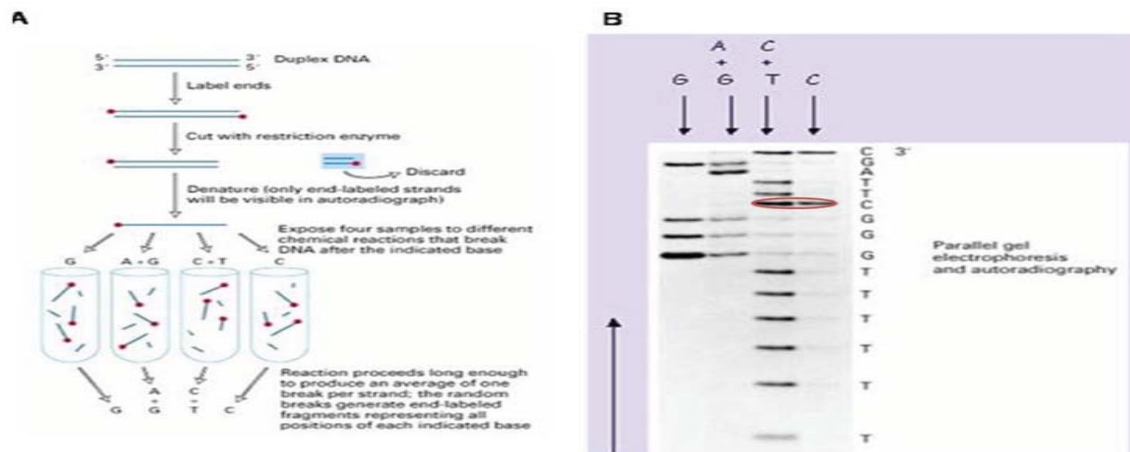 A
5´ 3´ Duplex DNA
3´ 5´
Label ends
Cut with restriction enzyme
Discard
Denature (only end-labeled strands
will be visible in autoradiograph)
Expose four samples to different
chemical reactions that break
DNA after the indicated base
G A+G C+T C
Reaction proceeds long enough
to produce an average of one
break per strand; the random
breaks generate end-labeled
fragments representing all
positions of each indicated base
A C
+ +
G G T C
B
A C
+ +
G G T C
C 3´
G
A
T
T
C
G
G
G
T
T
T
T
T
T
Parallel gel
electrophoresis
and autoradiography